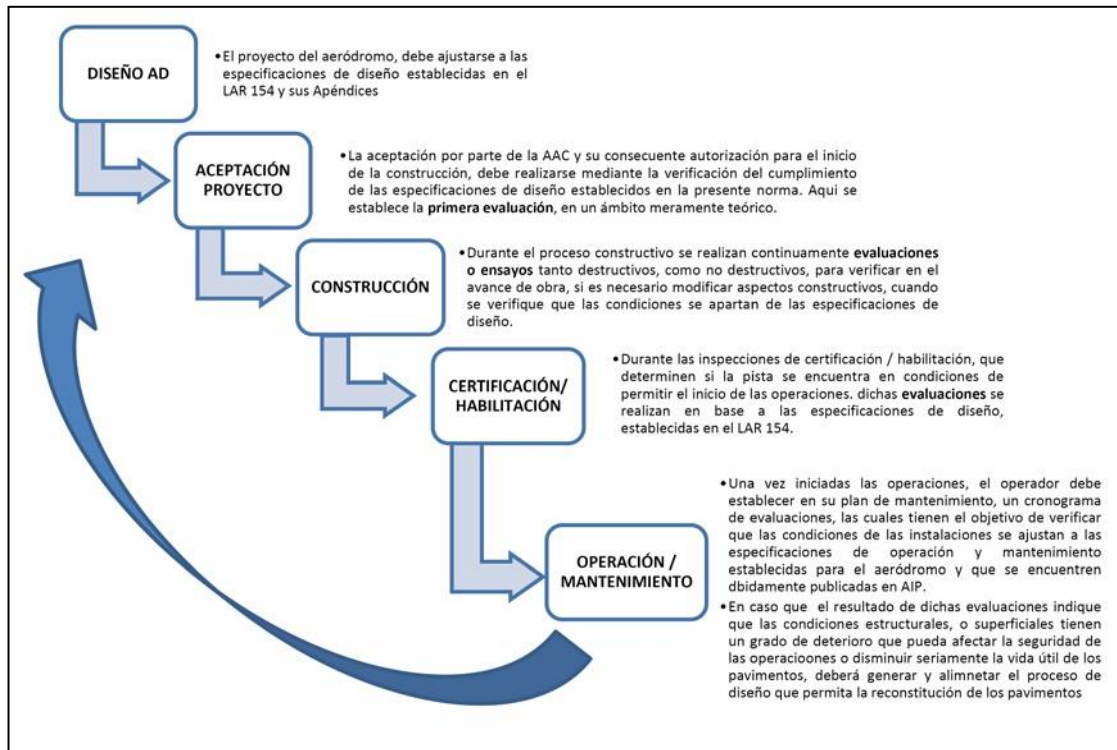 DISEÑO AD
•El proyecto del aeródromo, debe ajustarse a las
especificaciones de diseño establecidas en el
LAR 154 y sus Apéndices
ACEPTACIÓN
PROYECTO
•La aceptación por parte de la AAC y su consecuente autorización para el inicio
de la construcción, debe realizarse mediante la verificación del cumplimiento
de las especificaciones de diseño establecidos en la presente norma. Aqui se
establece la primera evaluación, en un ámbito meramente teórico.
CONSTRUCCIÓN
•Durante el proceso constructivo se realizan continuamente evaluaciones
o ensayos tanto destructivos, como no destructivos, para verificar en el
avance de obra, si es necesario modificar aspectos constructivos, cuando
se verifique que las condiciones se apartan de las especificaciones de
diseño.
CERTIFICACIÓN/
HABILITACIÓN
•Durante las inspecciones de certificación / habilitación, que
determinen si la pista se encuentra en condiciones de
permitir el inicio de las operaciones. dichas evaluaciones se
realizan en base a las especificaciones de diseño,
establecidas en el LAR 154.
OPERACIÓN /
MANTENIMIENTO
•Una vez iniciadas las operaciones, el operador debe
establecer en su plan de mantenimiento, un cronograma
de evaluaciones, las cuales tienen el objetivo de verificar
que las condiciones de las instalaciones se ajustan a las
especificaciones de operación y mantenimiento
establecidas para el aeródromo y que se encuentren
dbidamente publicadas en AIP.
•En caso que el resultado de dichas evaluaciones indique
que las condiciones estructurales, o superficiales tienen
un grado de deterioro que pueda afectar la seguridad de
las operacioones o disminuir seriamente la vida útil de los
pavimentos, deberá generar y alimnetar el proceso de
diseño que permita la reconstitución de los pavimentos